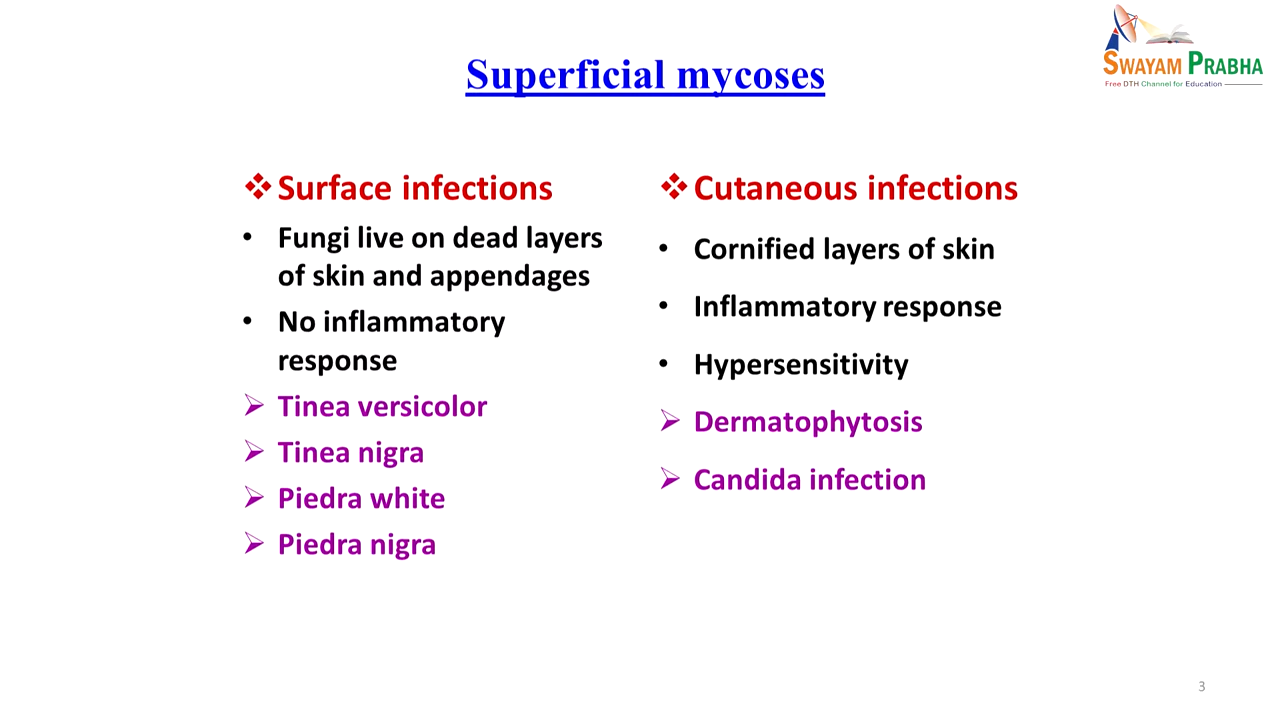 SWAYAM PRABHA
Free DTH Channel for Education
Superficial mycoses
❖ Surface infections
• Fungi live on dead layers
of skin and appendages
• No inflammatory
response
➢ Tinea versicolor
➢ Tinea nigra
➢ Piedra white
➢ Piedra nigra
❖ Cutaneous infections
• Cornified layers of skin
• Inflammatory response
• Hypersensitivity
➢ Dermatophytosis
➢ Candida infection
3